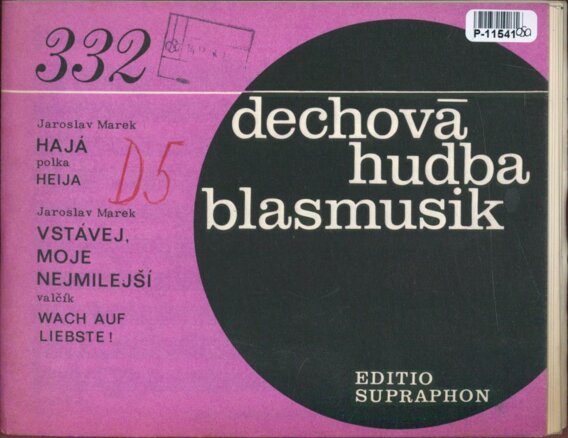 332
P-11541
Jaroslav Marek
HAJÁ
polka
HEIJA
D5
Jaroslav Marek
VSTÁVEJ,
MOJE
NEJMILEJŠÍ
valčík
WACH AUF
LIEBSTE !
dechová
hudba
blasmusik
EDITIO
SUPRAPHON